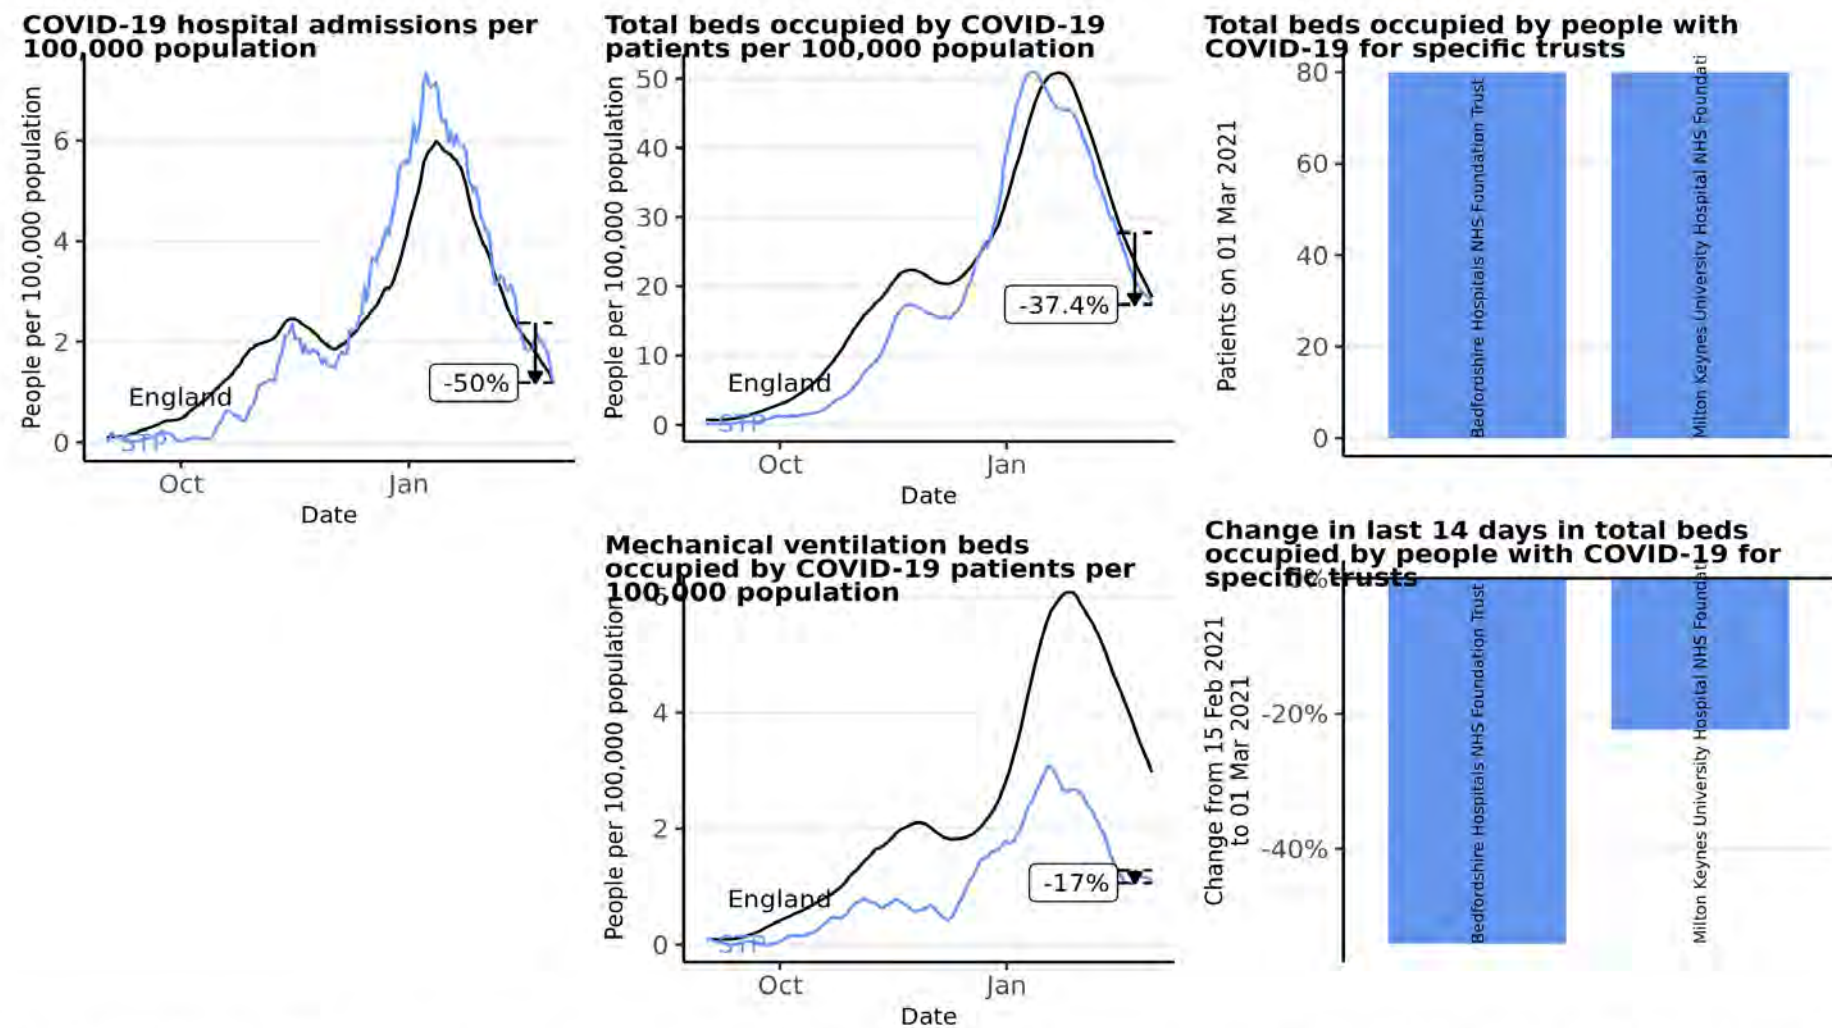 COVID-19 hospital admissions per
100,000 population
People per 100,000 population
6
4
2
0
England
STP
-50%
Oct
Jan
Date
Total beds occupied by COVID-19
patients per 100,000 population
People per 100,000 population
50
40
30
20
10
0
England
STP
-37.4%
Oct
Jan
Date
Total beds occupied by people with
COVID-19 for specific trusts
Patients on 01 Mar 2021
80
60
40
20
0
Bedfordshire Hospitals NHS Foundation Trust
Milton Keynes University Hospital NHS Foundati
Mechanical ventilation beds
occupied by COVID-19 patients per
100,000 population
People per 100,000 population
6
4
2
0
England
STP
-17%
Oct
Jan
Date
Change in last 14 days in total beds
occupied by people with COVID-19 for
specific trusts
Change from 15 Feb 2021
to 01 Mar 2021
0%
-20%
-40%
Bedfordshire Hospitals NHS Foundation Trust
Milton Keynes University Hospital NHS Foundati